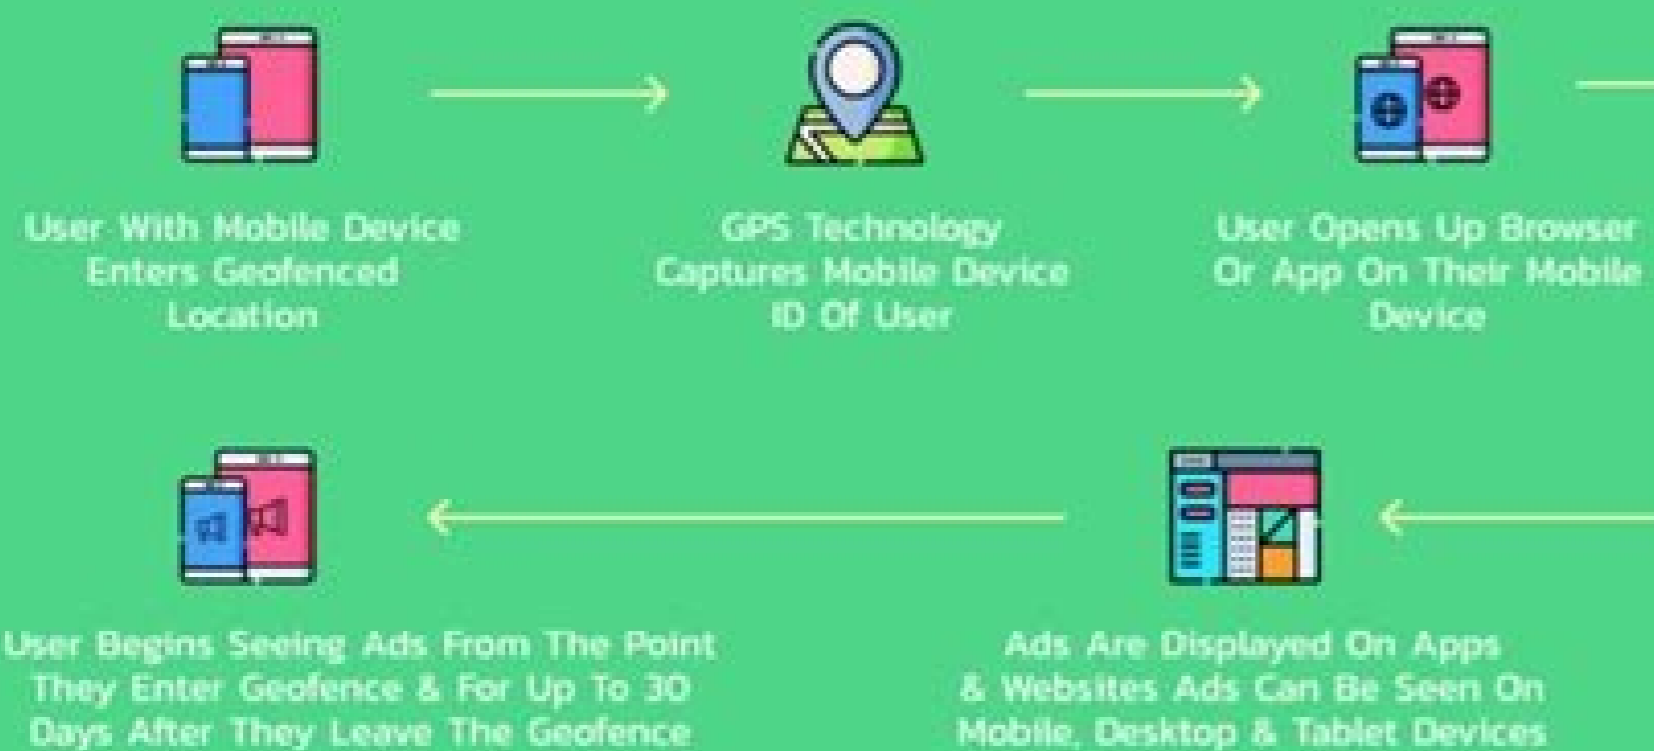 User With Mobile Device
Enters Geofenced
Location
GPS Technology
Captures Mobile Device
ID Of User
User Opens Up Browser
Or App On Their Mobile
Device
User Begins Seeing Ads From The Point
They Enter Geofence & For Up To 30
Days After They Leave The Geofence
Ads Are Displayed On Apps
& Websites Ads Can Be Seen On
Mobile, Desktop & Tablet Devices